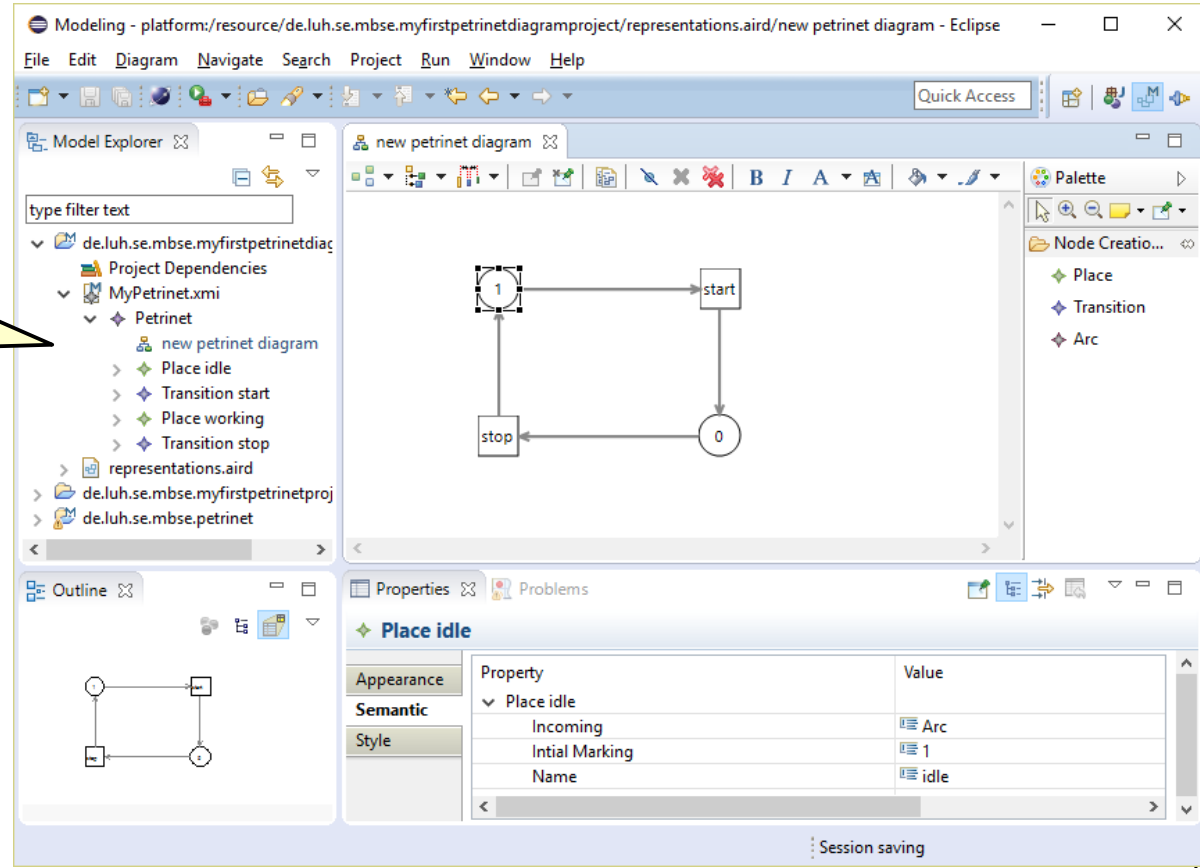 Modeling - platform:/resource/de.luh.se.mbse.myfirstpetrinetdiagramproject/representations.aird/new petrinet diagram - Eclipse
File Edit Diagram Navigate Search Project Run Window Help
Quick Access
Model Explorer
type filter text
de.luh.se.mbse.myfirstpetrinetdiag
Project Dependencies
MyPetrinet.xmi
Petrinet
new petrinet diagram
Place idle
Transition start
Place working
Transition stop
representations.aird
de.luh.se.mbse.myfirstpetrinetproj
de.luh.se.mbse.petrinet
new petrinet diagram
B I A
1
start
stop
0
Palette
Node Creatio...
Place
Transition
Arc
Outline
Properties Problems
Place idle
Appearance
Semantic
Style
Property Value
Place idle
Incoming Arc
Intial Marking 1
Name idle
Session saving